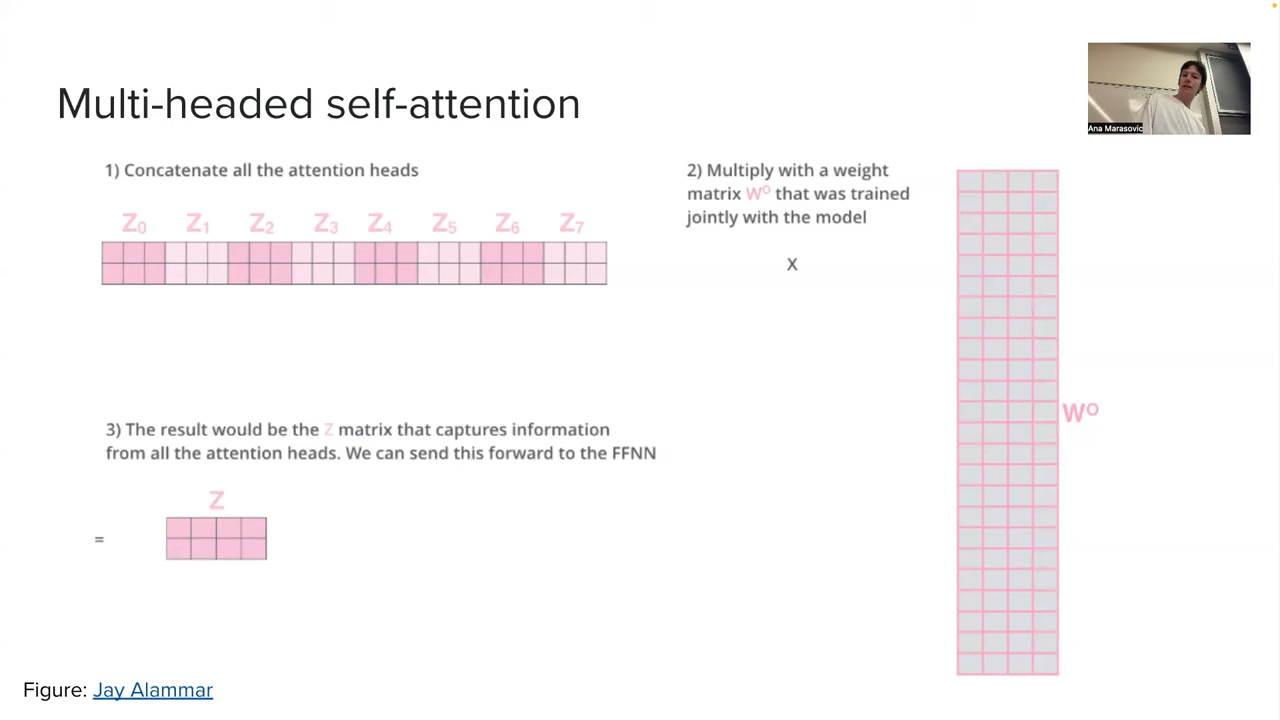 Multi-headed self-attention
Ana Marasovic
1) Concatenate all the attention heads
Z0 Z1 Z2 Z3 Z4 Z5 Z6 Z7
2) Multiply with a weight
matrix Wᴼ that was trained
jointly with the model
X
Wᴼ
3) The result would be the Z matrix that captures information
from all the attention heads. We can send this forward to the FFNN
Z
=
Figure: Jay Alammar